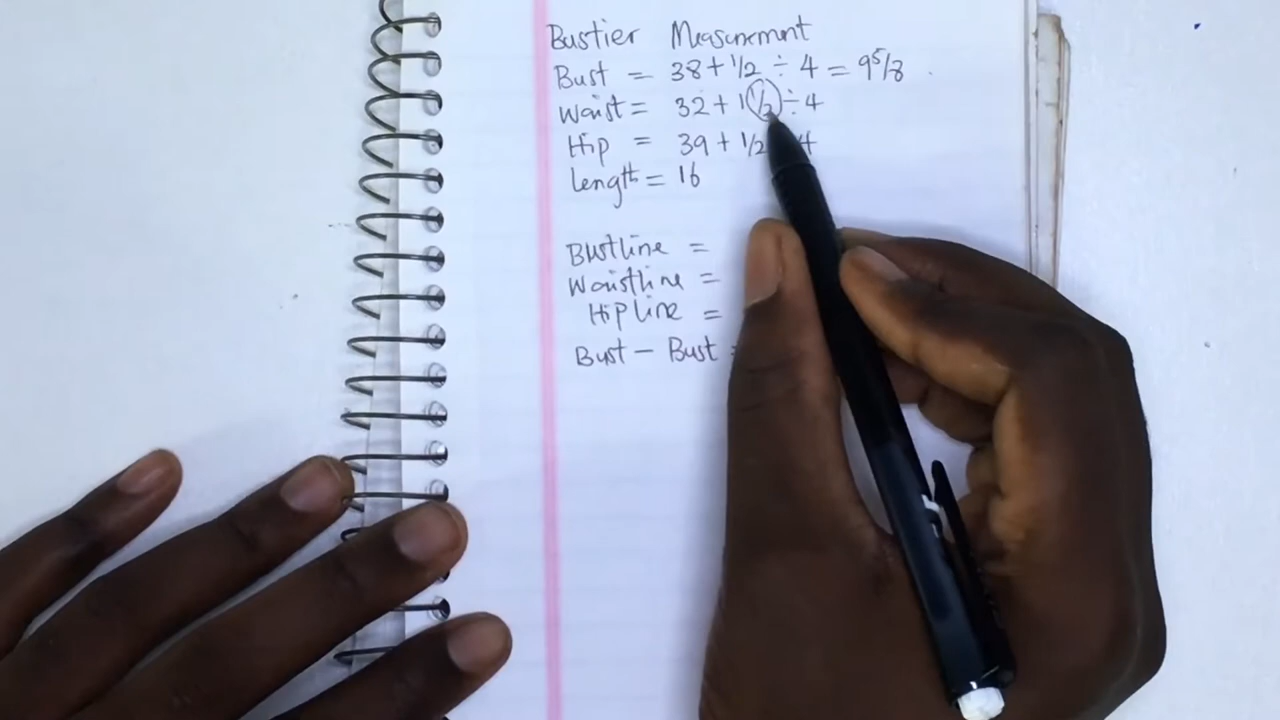 Bustier Measurement
Bust = 38 + 1/2 ÷ 4 = 9 5/8
Waist = 32 + 1 1/2 ÷ 4
Hip = 39 + 1/2 4
Length = 16
Bustline =
Waistline =
Hipline =
Bust - Bust =